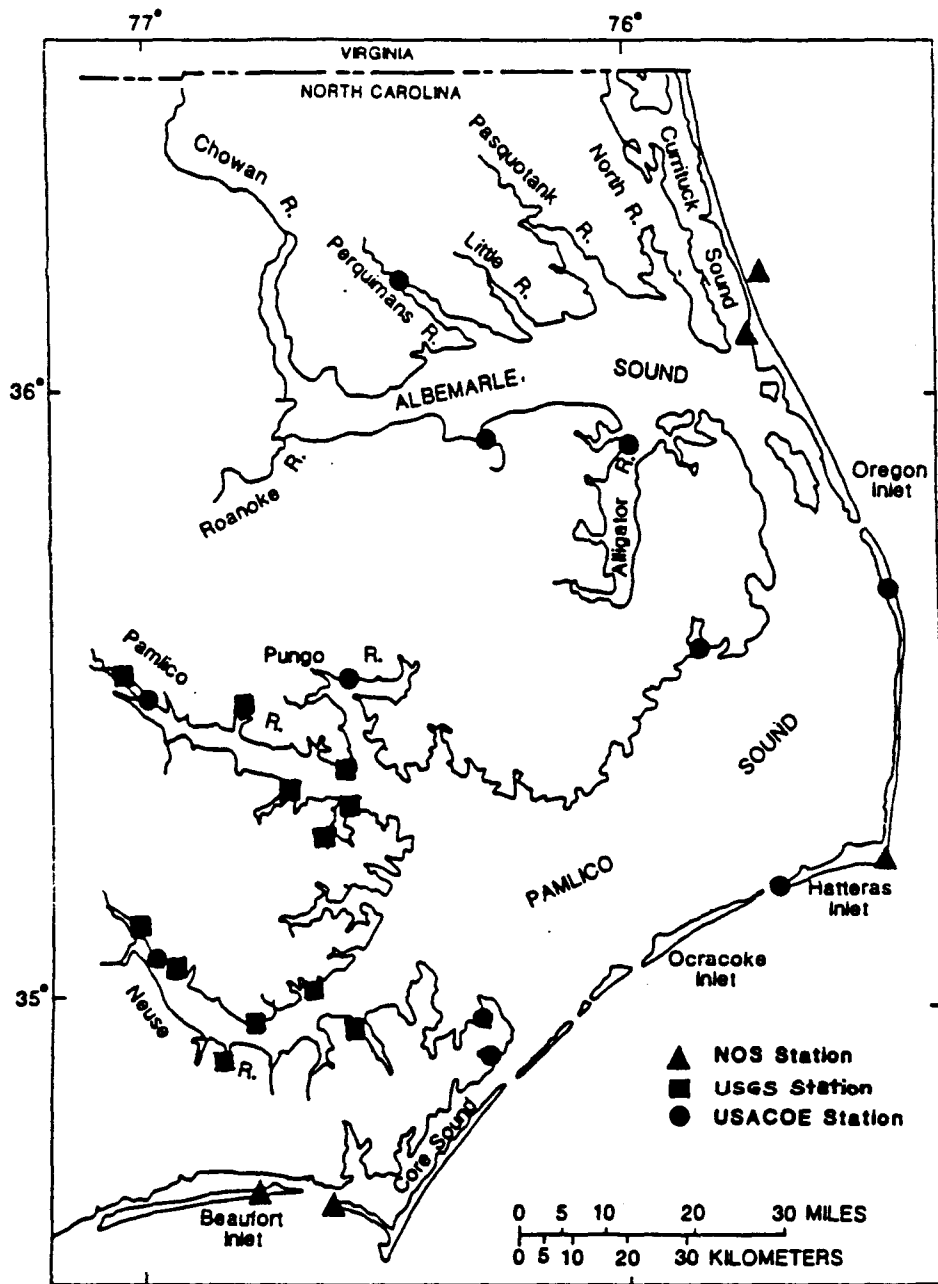 77°
76°
VIRGINIA
NORTH CAROLINA
Chowan R.
Pasquotank R.
North R.
Currituck Sound
Little R.
Perquimans R.
36°
ALBEMARLE
SOUND
Roanoke R.
Alligator R.
Oregon
Inlet
Pamlico R.
Pungo R.
SOUND
PAMLICO
Hatteras
Inlet
Ocracoke
Inlet
35°
Neuse R.
NOS Station
USGS Station
USACOE Station
Core Sound
Beaufort
Inlet
0 5 10 20 30 MILES
0 5 10 20 30 KILOMETERS